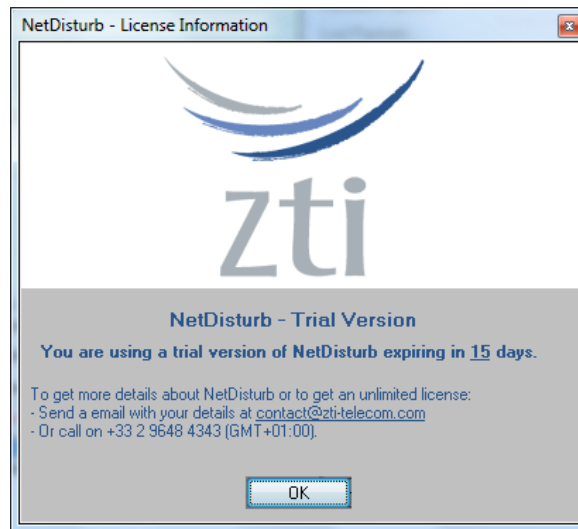 NetDisturb - License Information
zti
NetDisturb - Trial Version
You are using a trial version of NetDisturb expiring in 15 days.
To get more details about NetDisturb or to get an unlimited license:
- Send a email with your details at contact@zti-telecom.com
- Or call on +33 2 9648 4343 (GMT+01:00).
OK